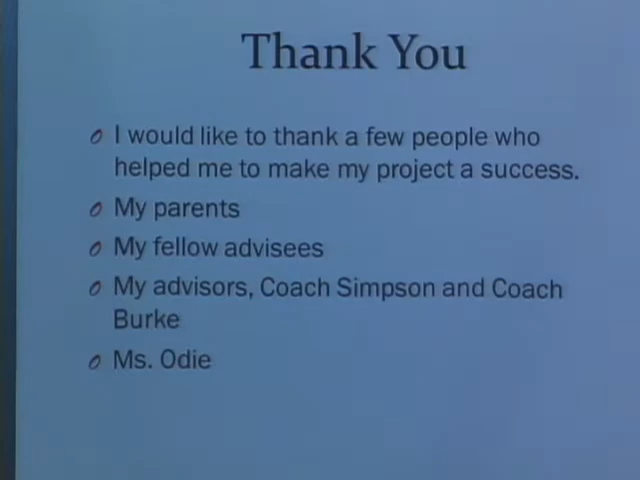 Thank You
I would like to thank a few people who
helped me to make my project a success.
My parents
My fellow advisees
My advisors, Coach Simpson and Coach
Burke
Ms. Odie